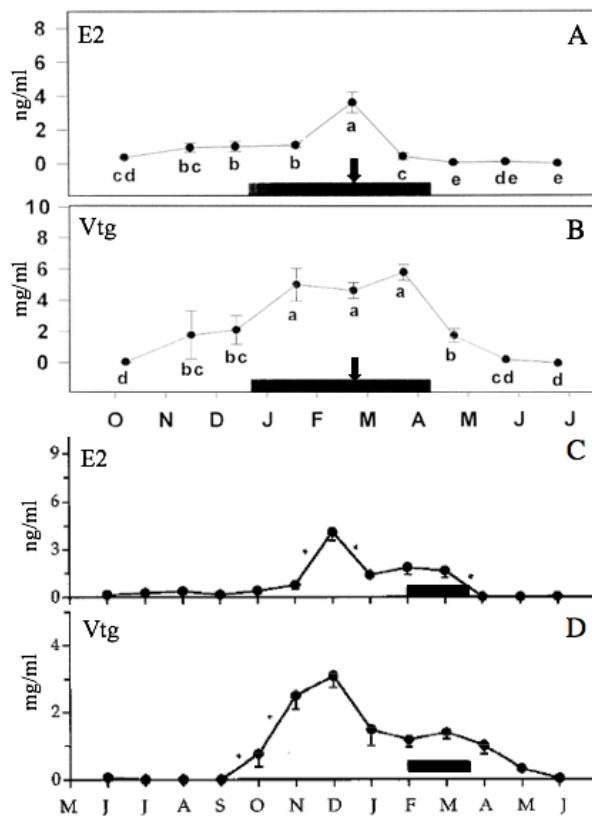 E2 A
8
6
ng/ml
4
a
2
0
cd bc b b c e de e
10
Vtg B
8
6
mg/ml
4
a a a
2
bc bc b
0
d cd d
O N D J F M A M J J
E2 C
9
6
ng/ml
* *
3
*
0
Vtg D
4
mg/ml
*
2
*
0
M J J A S O N D J F M A M J